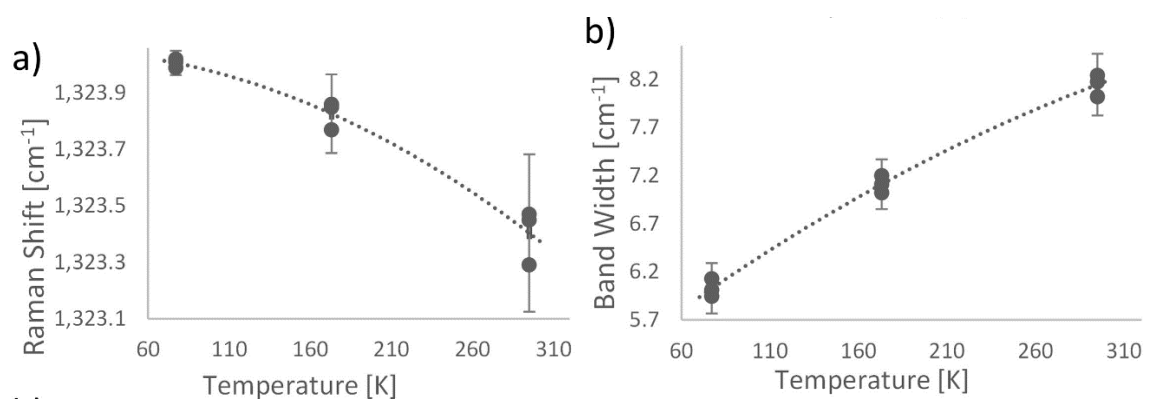 a)
Raman Shift [cm-1]
1,323.9
1,323.7
1,323.5
1,323.3
1,323.1
60 110 160 210 260 310
Temperature [K]
b)
Band Width [cm-1]
8.2
7.7
7.2
6.7
6.2
5.7
60 110 160 210 260 310
Temperature [K]